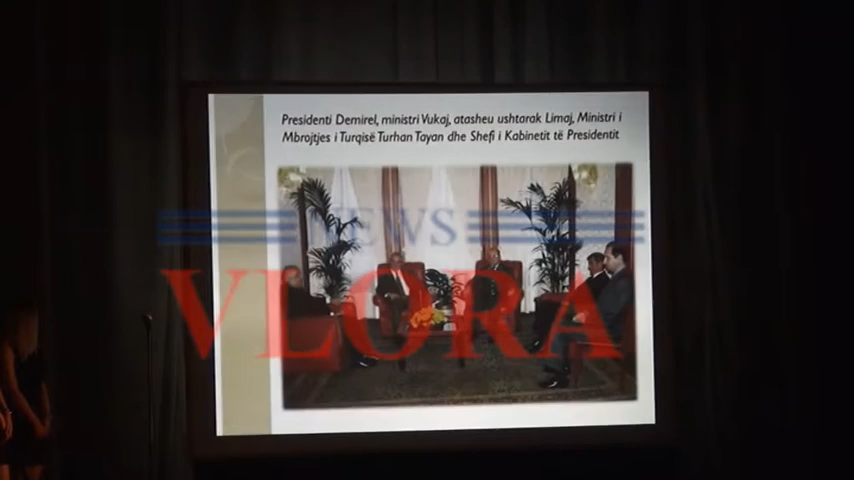 Presidenti Demirel, ministri Vukaj, atasheu ushtarak Limaj, Ministri i
Mbrojtjes i Turqisë Turhan Tayan dhe Shefi i Kabinetit të Presidentit
NEWS
VLORA